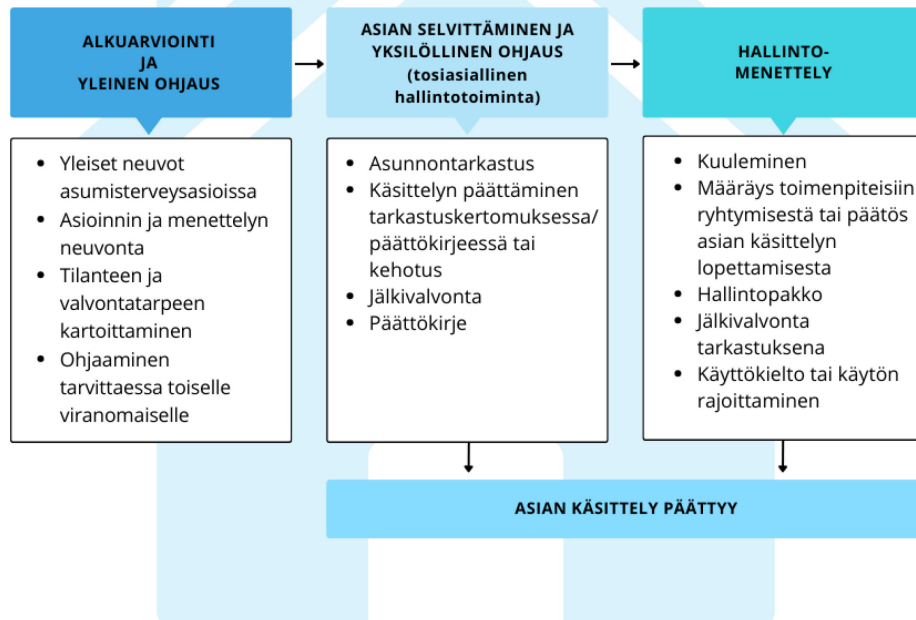 ALKUARVIOINTI
JA
YLEINEN OHJAUS
ASIAN SELVITTÄMINEN JA
YKSILÖLLINEN OHJAUS
(tosiasiallinen
hallintotoiminta)
HALLINTO-
MENETTELY
• Yleiset neuvot
asumisterveysasioissa
• Asioinnin ja menettelyn
neuvonta
• Tilanteen ja
valvontatarpeen
kartoittaminen
• Ohjaaminen
tarvittaessa toiselle
viranomaiselle
• Asunnontarkastus
• Käsittelyn päättäminen
tarkastuskertomuksessa/
päättökirjeessä tai
kehotus
• Jälkivalvonta
• Päättökirje
• Kuuleminen
• Määräys toimenpiteisiin
ryhtymisestä tai päätös
asian käsittelyn
lopettamisesta
• Hallintopakko
• Jälkivalvonta
tarkastuksena
• Käyttökielto tai käytön
rajoittaminen
ASIAN KÄSITTELY PÄÄTTYY